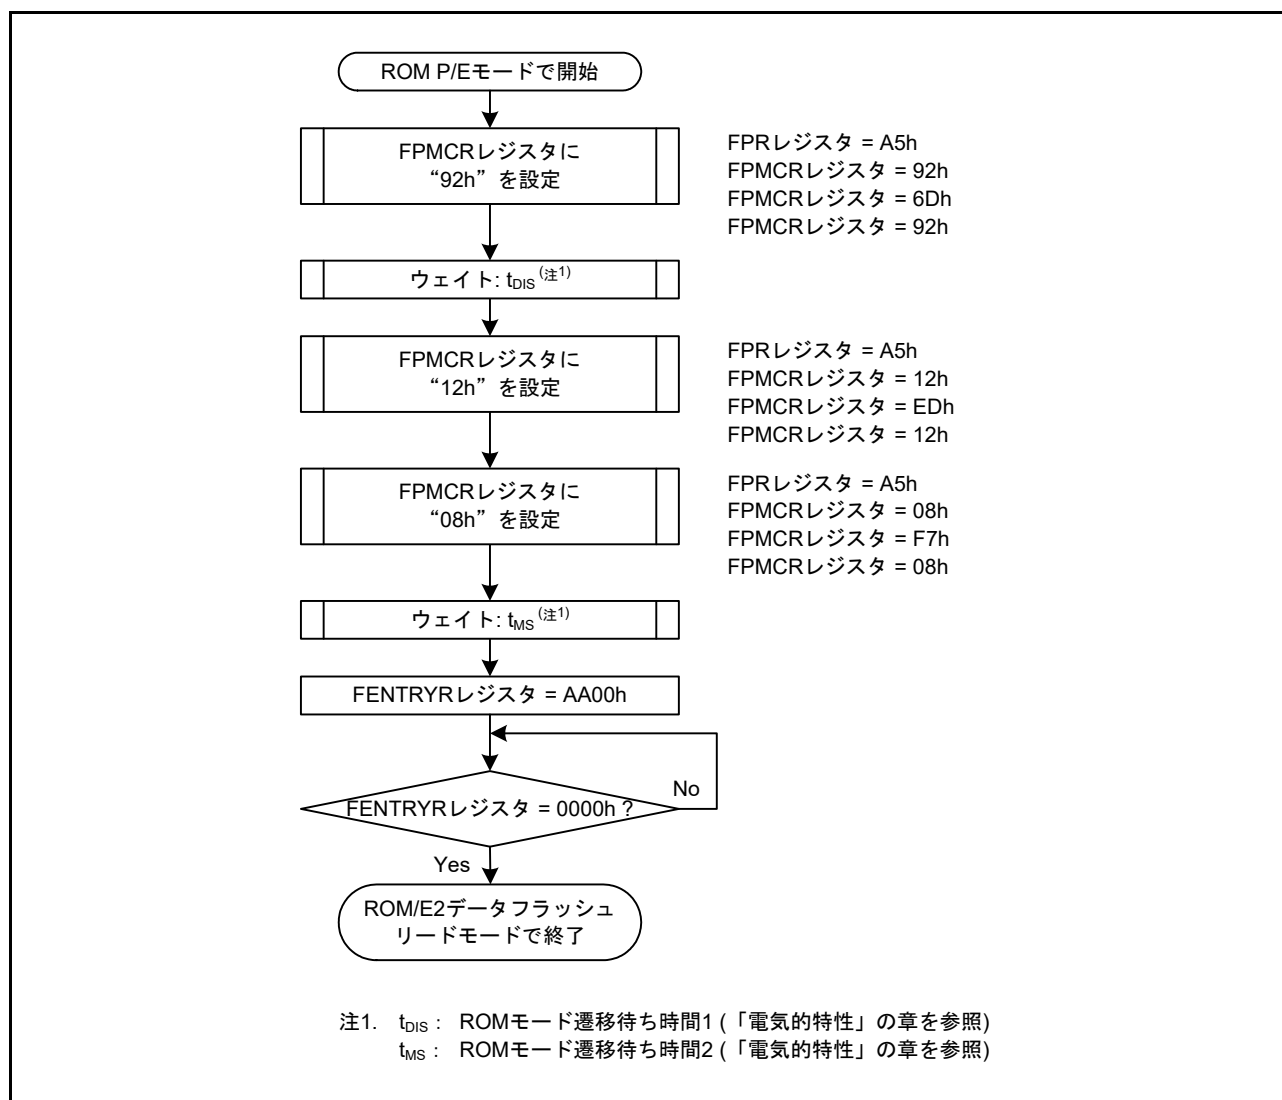 ROM P/Eモードで開始
FPMCRレジスタに
“92h”を設定
FPRレジスタ = A5h
FPMCRレジスタ = 92h
FPMCRレジスタ = 6Dh
FPMCRレジスタ = 92h
ウェイト: tDIS(注1)
FPMCRレジスタに
“12h”を設定
FPRレジスタ = A5h
FPMCRレジスタ = 12h
FPMCRレジスタ = EDh
FPMCRレジスタ = 12h
FPMCRレジスタに
“08h”を設定
FPRレジスタ = A5h
FPMCRレジスタ = 08h
FPMCRレジスタ = F7h
FPMCRレジスタ = 08h
ウェイト: tMS(注1)
FENTRYRレジスタ = AA00h
FENTRYRレジスタ = 0000h ?
No
Yes
ROM/E2データフラッシュ
リードモードで終了
注1. tDIS : ROMモード遷移待ち時間1 (「電気的特性」の章を参照)
tMS : ROMモード遷移待ち時間2 (「電気的特性」の章を参照)